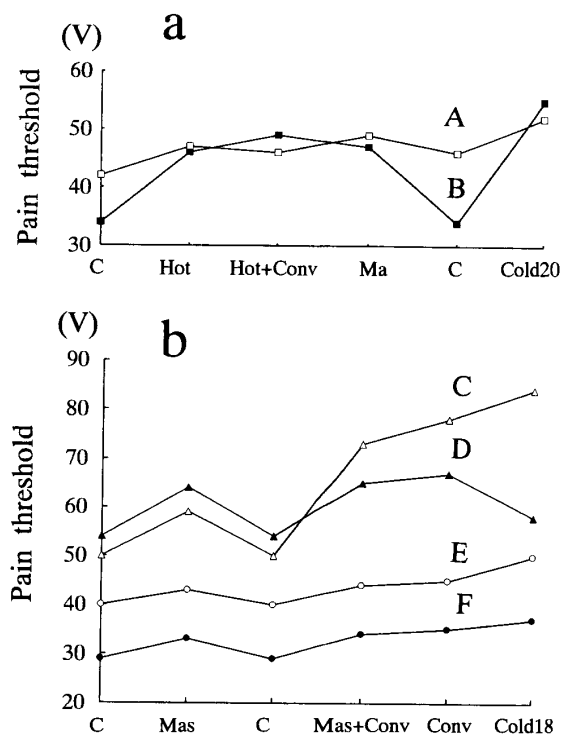 (V) a
Pain threshold
60
50
40
30
A
B
C Hot Hot+Conv Ma C Cold20
(V) b
Pain threshold
90
80
70
60
50
40
30
20
C
D
E
F
C Mas C Mas+Conv Conv Cold18